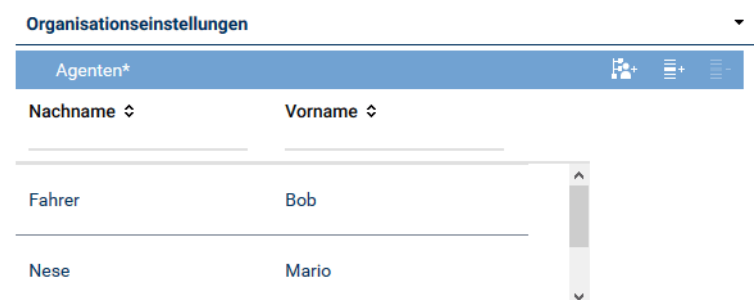 Organisationseinstellungen
Agenten*
Nachname Vorname
Fahrer Bob
Nese Mario